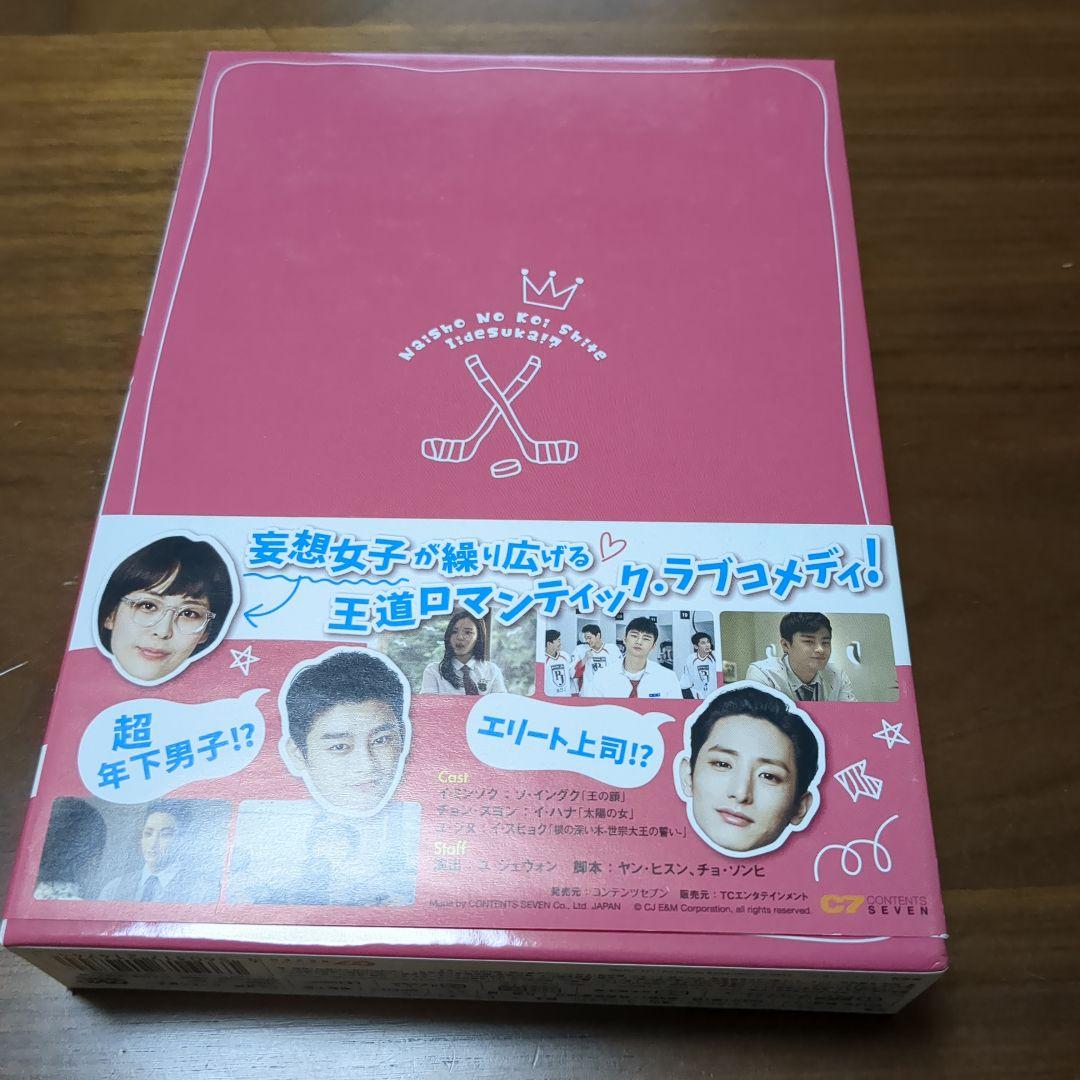 Naisho No Koi Shite
Iidesuka!?
妄想女子が繰り広げる
王道ロマンティック・ラブコメディ!
超
年下男子!?
エリート上司!?
Cast
イ・ミンソク：ソ・イングク「王の顔」
チョン・スヨン：イ・ハナ「太陽の女」
ユ・ジヌ：イ・スヒョク「根の深い木-世宗大王の誓い-」
Staff
演出：ユ・ジェウォン　脚本：ヤン・ヒスン、チョ・ソンヒ
発売元：コンテンツセブン　販売元：TCエンタテインメント
Made by CONTENTS SEVEN Co., Ltd. JAPAN　© CJ E&M Corporation, all rights reserved.
C7 CONTENTS
SEVEN